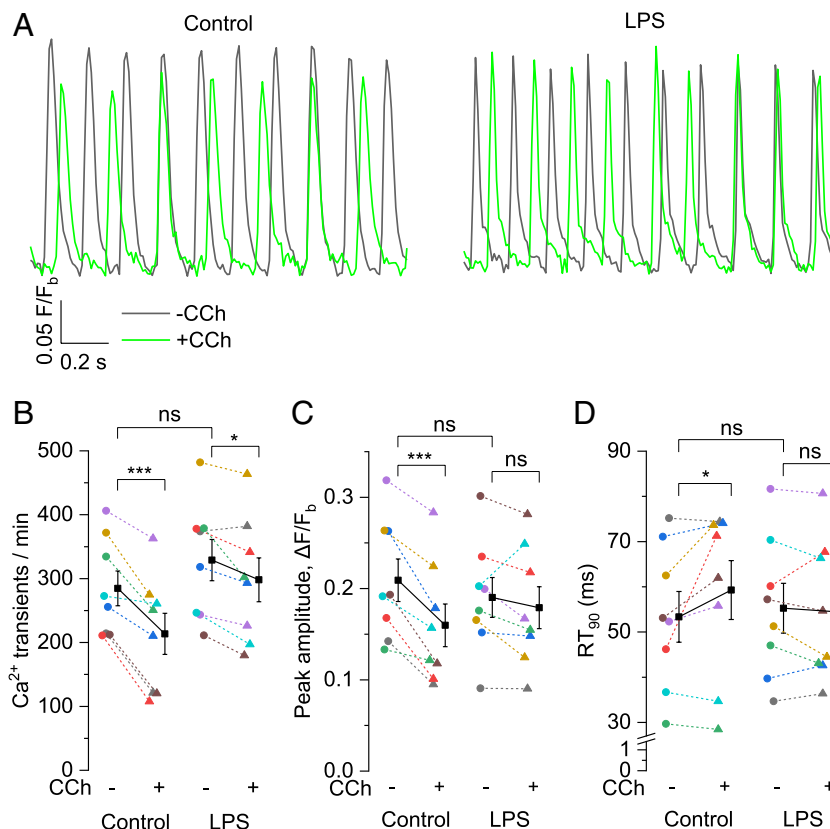 A
Control
LPS
0.05 F/Fb
0.2 s
-CCh
+CCh
B
Ca2+ transients / min
500
400
300
200
100
0
ns
***
*
CCh - + - +
Control LPS
C
Peak amplitude, ΔF/Fb
0.3
0.2
0.1
0.0
ns
***
ns
- + - +
Control LPS
D
RT90 (ms)
90
70
50
30
1
0
ns
*
ns
CCh - + - +
Control LPS